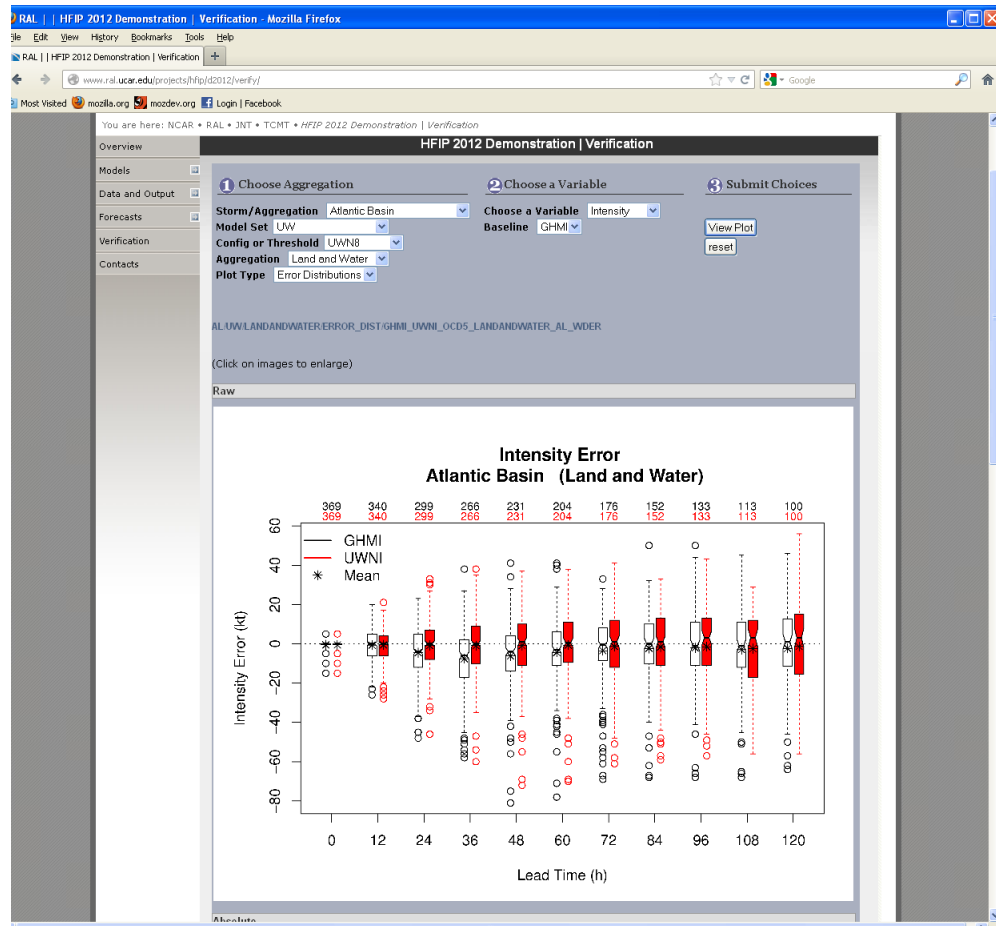 RAL | | HFIP 2012 Demonstration | Verification - Mozilla Firefox
File Edit View History Bookmarks Tools Help
RAL | | HFIP 2012 Demonstration | Verification +
www.ral.ucar.edu/projects/hfip/d2012/verify/
Google
Most Visited mozilla.org mozdev.org Login | Facebook
You are here: NCAR • RAL • JNT • TCMT • HFIP 2012 Demonstration | Verification
Overview
Models
Data and Output
Forecasts
Verification
Contacts
HFIP 2012 Demonstration | Verification
1 Choose Aggregation
Storm/Aggregation Atlantic Basin
Model Set UW
Config or Threshold UWN8
Aggregation Land and Water
Plot Type Error Distributions
2 Choose a Variable
Choose a Variable Intensity
Baseline GHMI
3 Submit Choices
View Plot
reset
AL/UW/LANDANDWATER/ERROR_DIST/GHMI_UWNI_OCD5_LANDANDWATER_AL_WDER
(Click on images to enlarge)
Raw
Intensity Error
Atlantic Basin (Land and Water)
369 340 299 266 231 204 176 152 133 113 100
369 340 299 266 231 204 176 152 133 113 100
GHMI
UWNI
Mean
Intensity Error (kt)
60
40
20
0
-20
-40
-60
-80
0 12 24 36 48 60 72 84 96 108 120
Lead Time (h)
Absolute